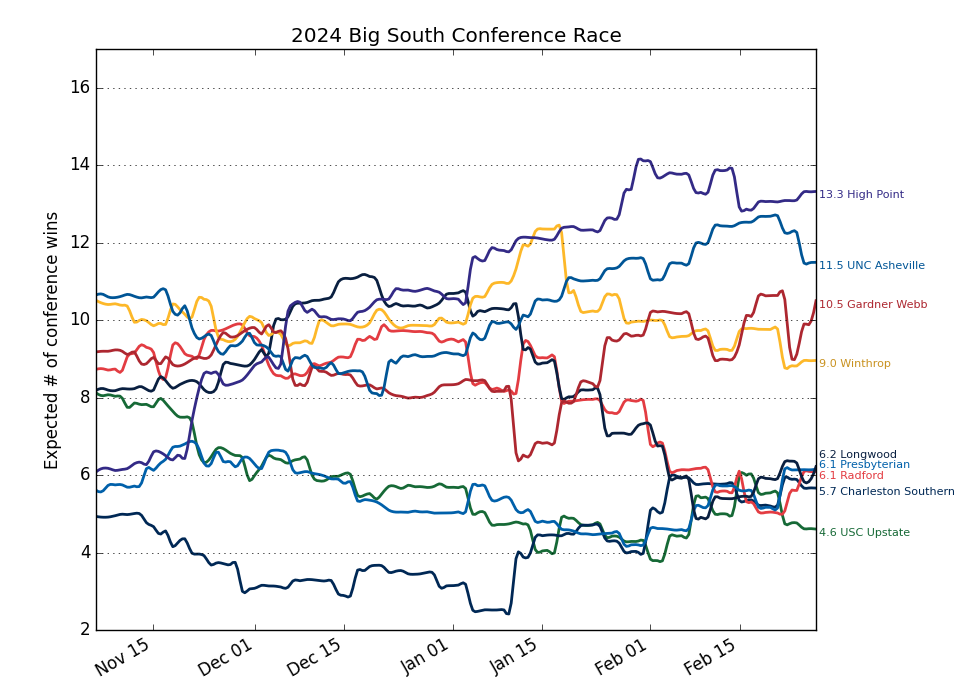 2024 Big South Conference Race
Expected # of conference wins
16
14
12
10
8
6
4
2
Nov 15
Dec 01
Dec 15
Jan 01
Jan 15
Feb 01
Feb 15
13.3 High Point
11.5 UNC Asheville
10.5 Gardner Webb
9.0 Winthrop
6.2 Longwood
6.1 Presbyterian
6.1 Radford
5.7 Charleston Southern
4.6 USC Upstate